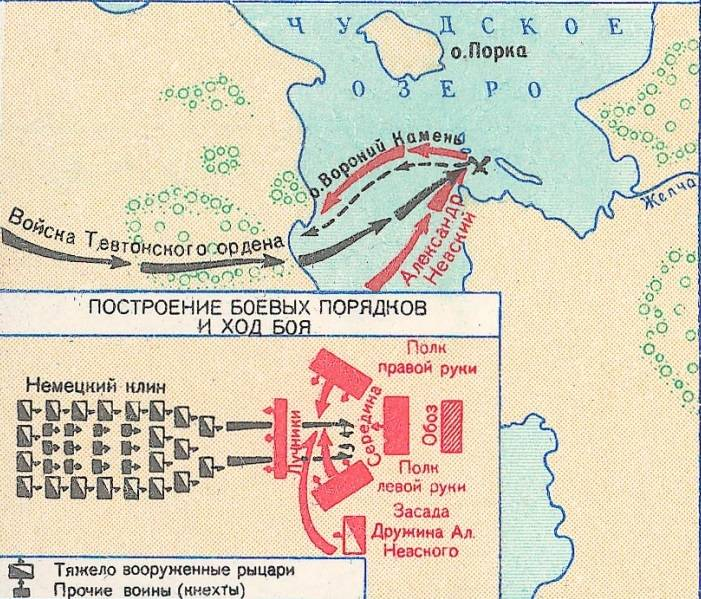 ЧУДСКОЕ
о.Порка
ОЗЕРО
о.Вороний Камень
Желча
Войска Тевтонского ордена
Александр
Невский
ПОСТРОЕНИЕ БОЕВЫХ ПОРЯДКОВ
И ХОД БОЯ
Немецкий клин
Лучники
Полк
правой руки
Середина
Обоз
Полк
левой руки
Засада
Дружина Ал.
Невского
Тяжело вооруженные рыцари
Прочие воины (кнехты)